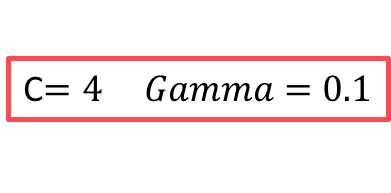 C= 4 Gamma = 0.1